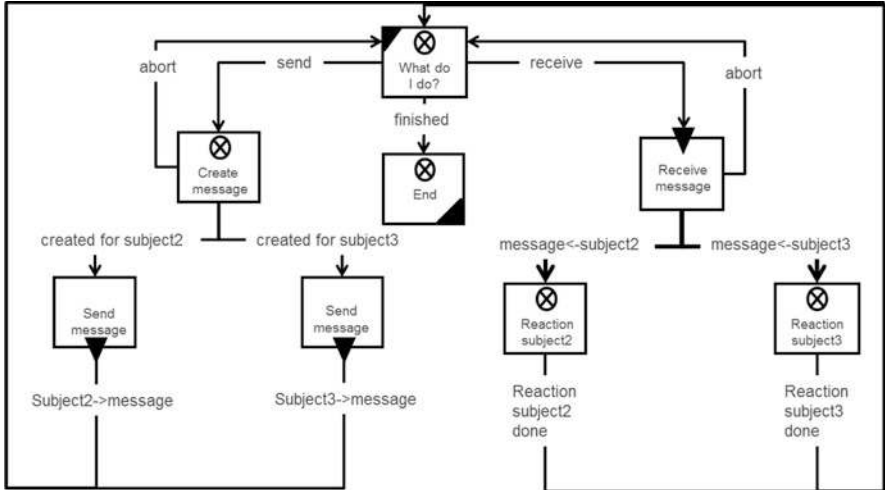 What do
I do?
abort
send
receive
abort
finished
Create
message
End
Receive
message
created for subject2
created for subject3
message<-subject2
message<-subject3
Send
message
Send
message
Reaction
subject2
Reaction
subject3
Subject2->message
Subject3->message
Reaction
subject2
done
Reaction
subject3
done